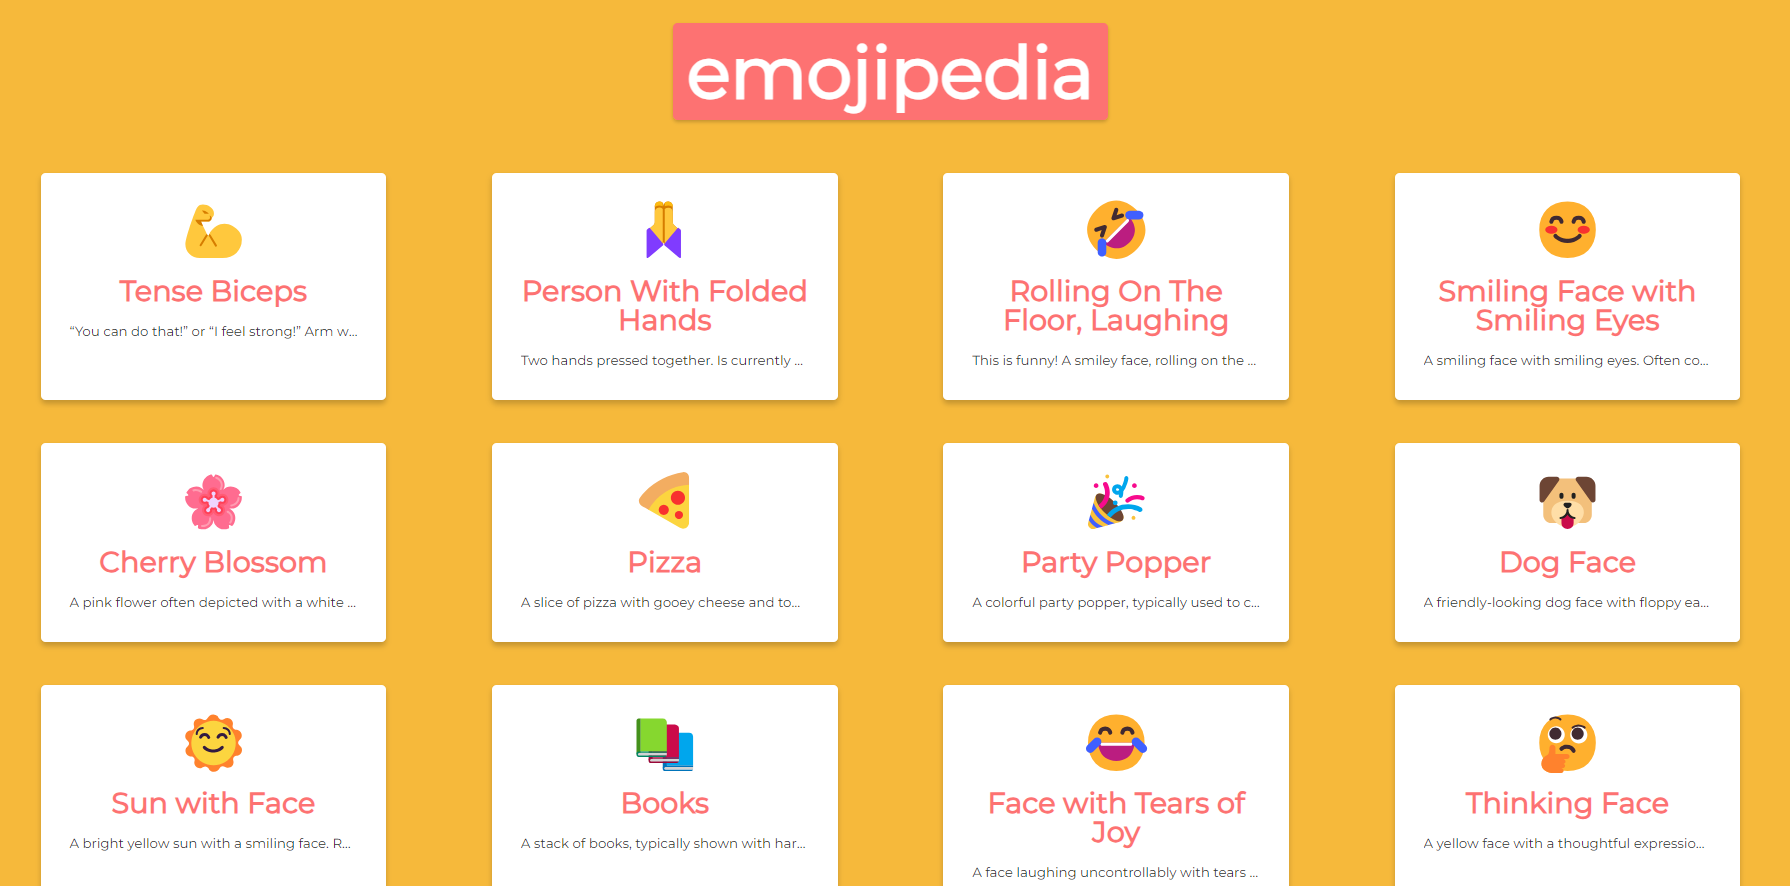 emojipedia
Tense Biceps
“You can do that!” or “I feel strong!” Arm w...
Person With Folded
Hands
Two hands pressed together. Is currently ...
Rolling On The
Floor, Laughing
This is funny! A smiley face, rolling on the ...
Smiling Face with
Smiling Eyes
A smiling face with smiling eyes. Often co...
Cherry Blossom
A pink flower often depicted with a white ...
Pizza
A slice of pizza with gooey cheese and to...
Party Popper
A colorful party popper, typically used to c...
Dog Face
A friendly-looking dog face with floppy ea...
Sun with Face
A bright yellow sun with a smiling face. R...
Books
A stack of books, typically shown with har...
Face with Tears of
Joy
A face laughing uncontrollably with tears ...
Thinking Face
A yellow face with a thoughtful expressio...